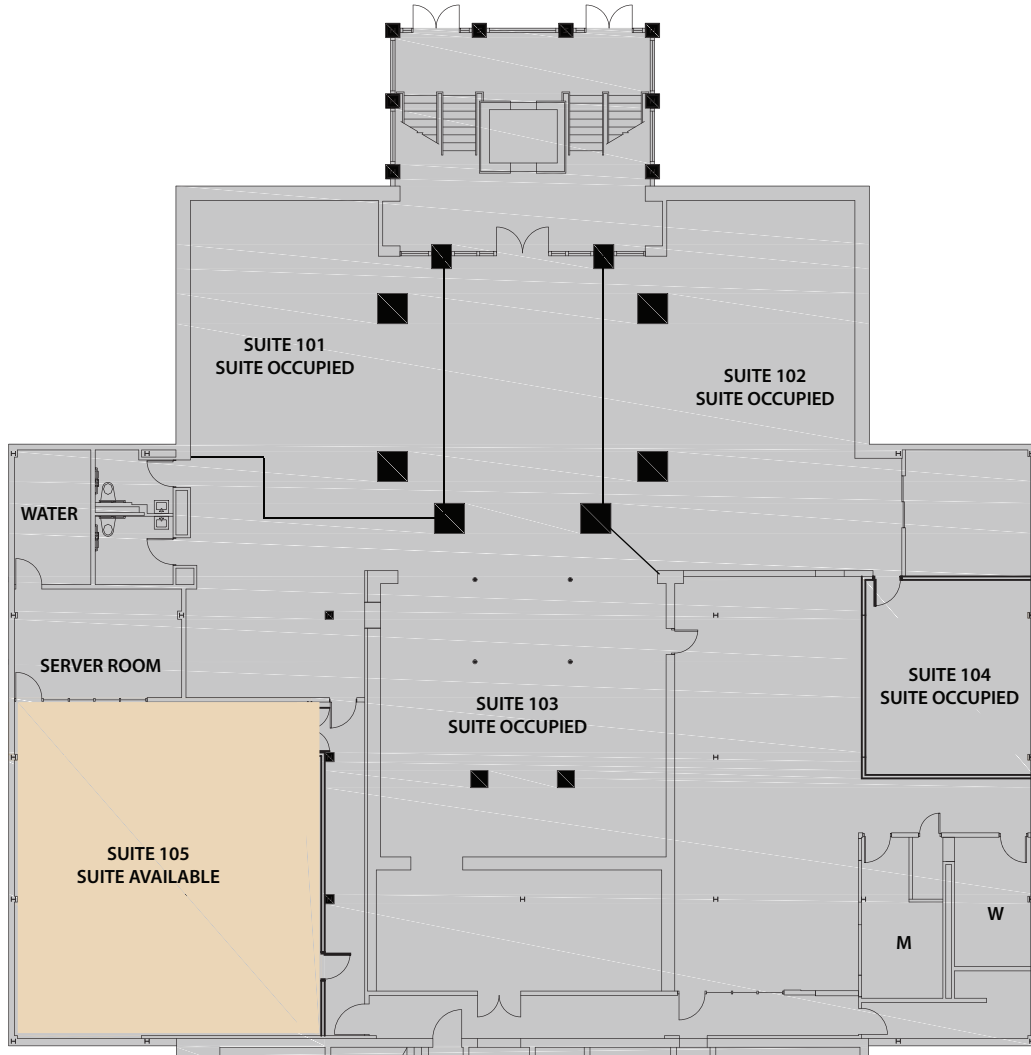 SUITE 101
SUITE OCCUPIED
SUITE 102
SUITE OCCUPIED
WATER
SERVER ROOM
SUITE 103
SUITE OCCUPIED
SUITE 104
SUITE OCCUPIED
SUITE 105
SUITE AVAILABLE
M
W